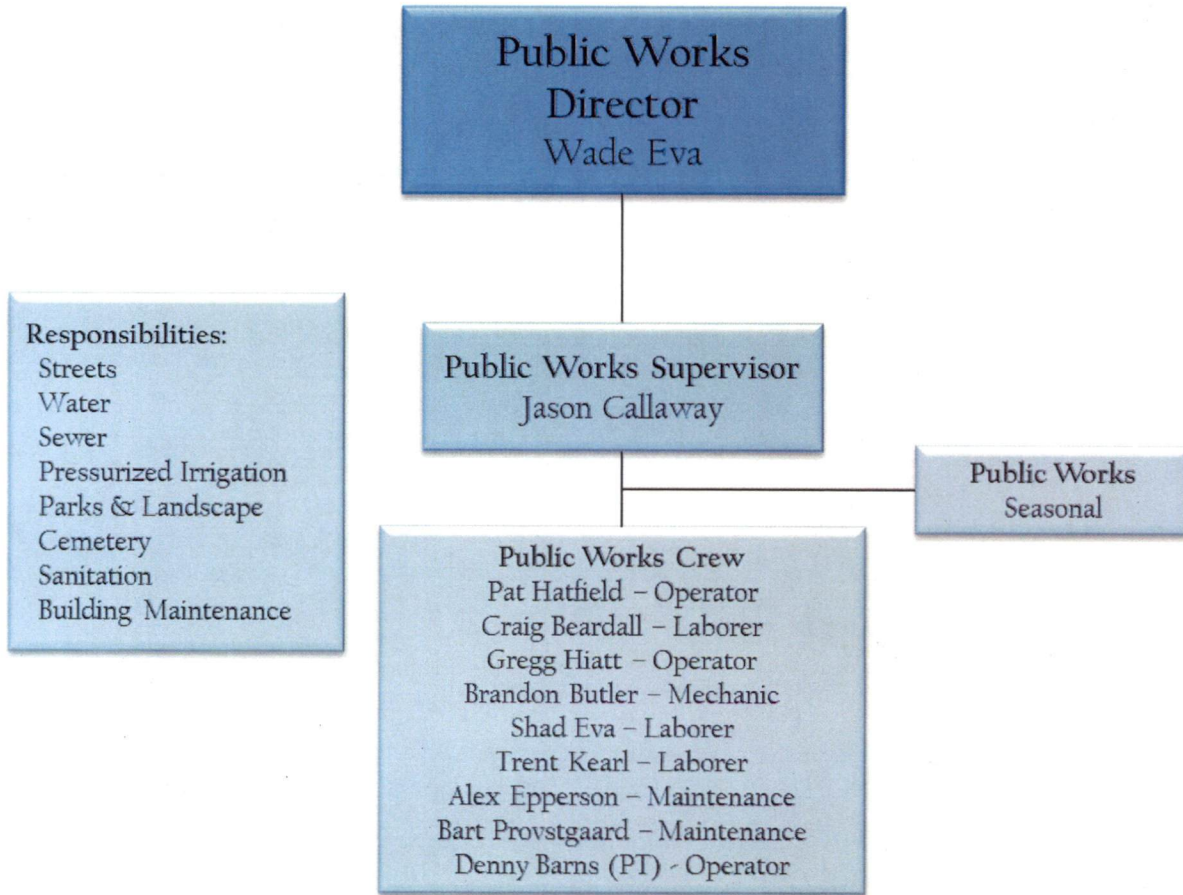 Public Works
Director
Wade Eva
Responsibilities:
Streets
Water
Sewer
Pressurized Irrigation
Parks & Landscape
Cemetery
Sanitation
Building Maintenance
Public Works Supervisor
Jason Callaway
Public Works
Seasonal
Public Works Crew
Pat Hatfield – Operator
Craig Beardall – Laborer
Gregg Hiatt – Operator
Brandon Butler – Mechanic
Shad Eva – Laborer
Trent Kearl – Laborer
Alex Epperson – Maintenance
Bart Provstgaard – Maintenance
Denny Barns (PT) - Operator